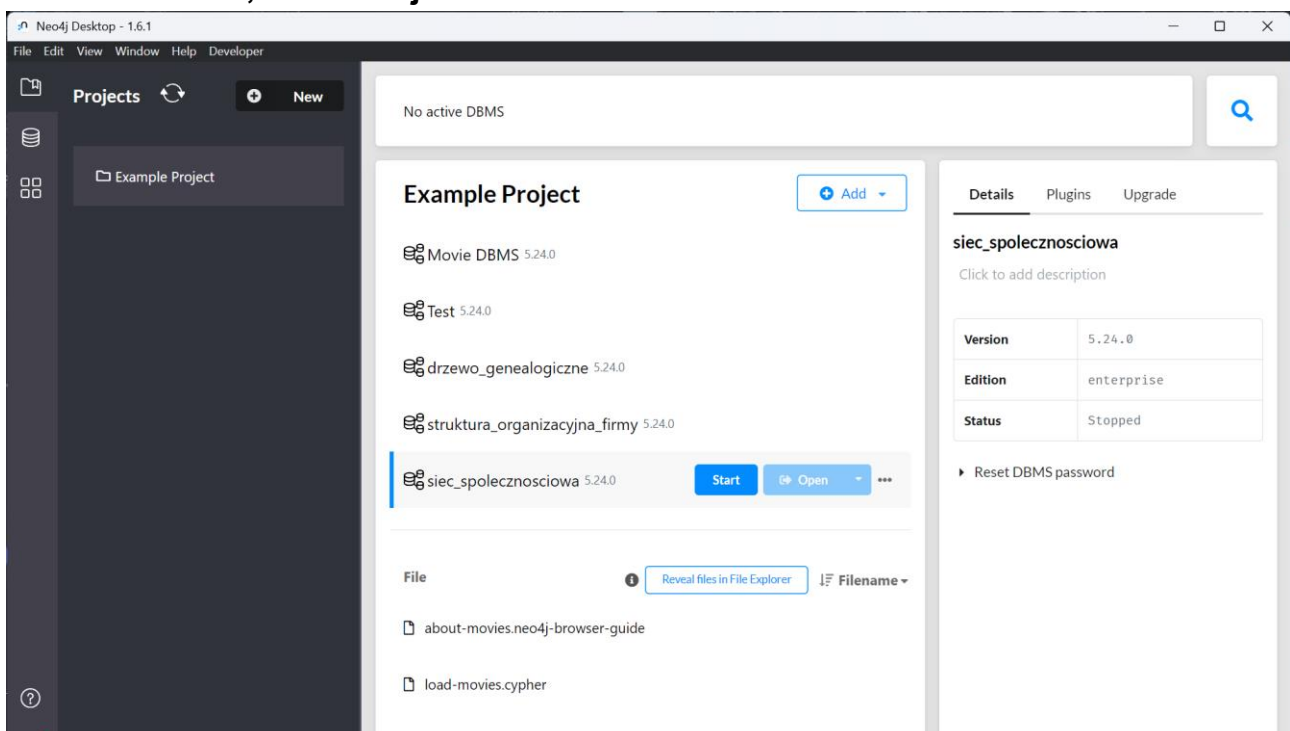 Neo4j Desktop - 1.6.1
File Edit View Window Help Developer
Projects
New
Example Project
No active DBMS
Example Project
Add
Movie DBMS 5.24.0
Test 5.24.0
drzewo_genealogiczne 5.24.0
struktura_organizacyjna_firmy 5.24.0
siec_spolecznosciowa 5.24.0 Start Open
File Reveal files in File Explorer Filename
about-movies.neo4j-browser-guide
load-movies.cypher
Details Plugins Upgrade
siec_spolecznosciowa
Click to add description
Version 5.24.0
Edition enterprise
Status Stopped
Reset DBMS password